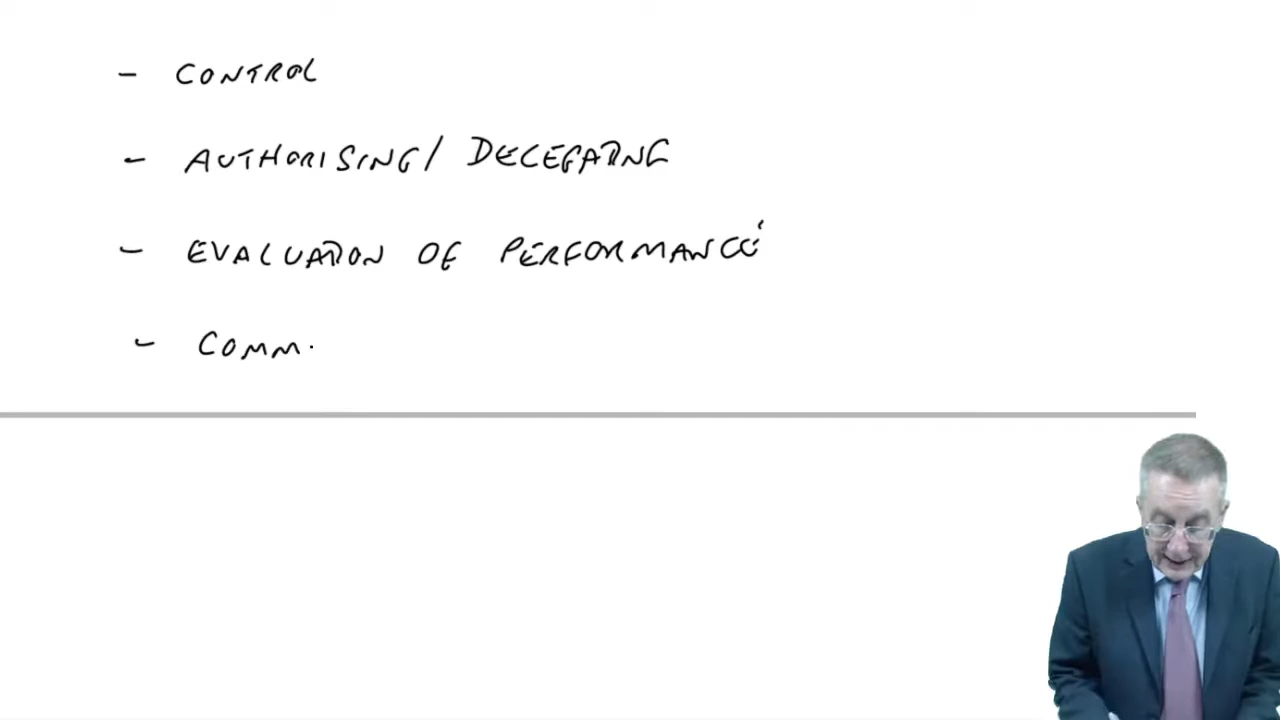 - CONTROL
- AUTHORISING/ DELEGATING
- EVALUATION OF PERFORMANCE
- COMM